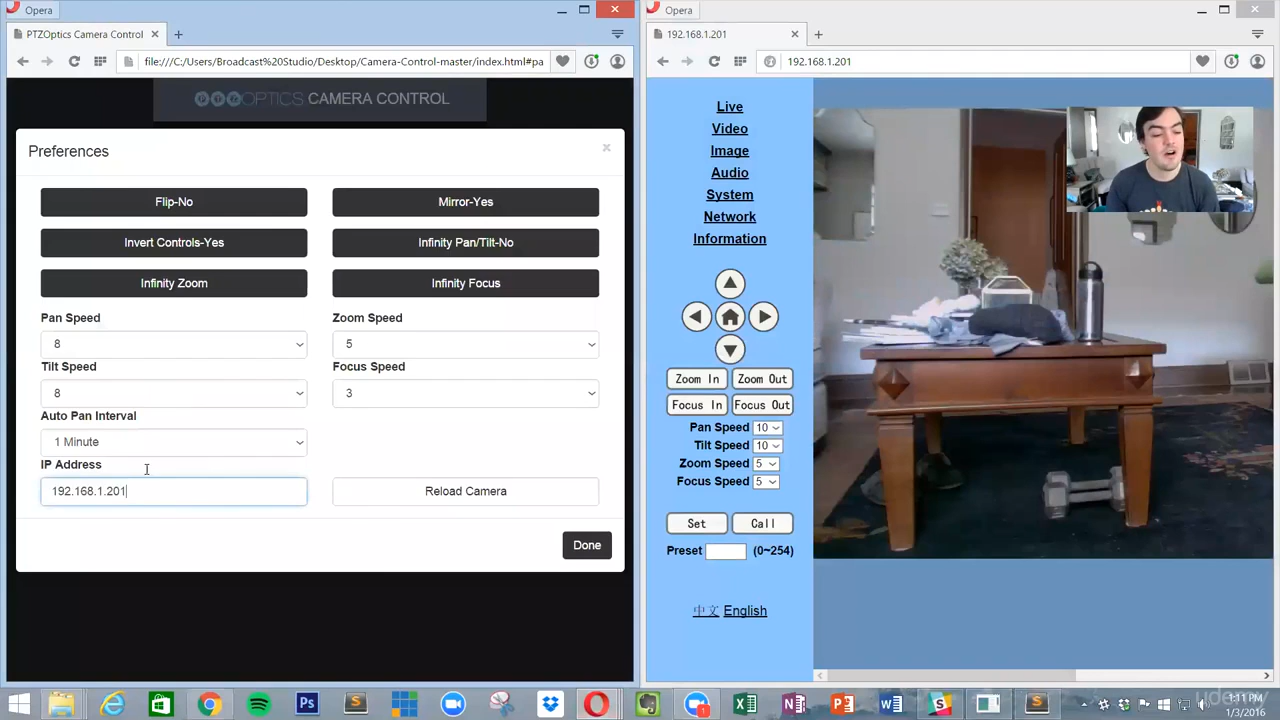 Opera
PTZOptics Camera Control
file:///C:/Users/Broadcast%20Studio/Desktop/Camera-Control-master/index.html#pa
PTZOPTICS CAMERA CONTROL
Preferences
Flip-No
Mirror-Yes
Invert Controls-Yes
Infinity Pan/Tilt-No
Infinity Zoom
Infinity Focus
Pan Speed
Zoom Speed
8
5
Tilt Speed
Focus Speed
8
3
Auto Pan Interval
1 Minute
IP Address
192.168.1.201
Reload Camera
Done
Opera
192.168.1.201
192.168.1.201
Live
Video
Image
Audio
System
Network
Information
Zoom In
Zoom Out
Focus In
Focus Out
Pan Speed 10
Tilt Speed 10
Zoom Speed 5
Focus Speed 5
Set
Call
Preset (0~254)
中文 English
1:11 PM
1/3/2016
udemy